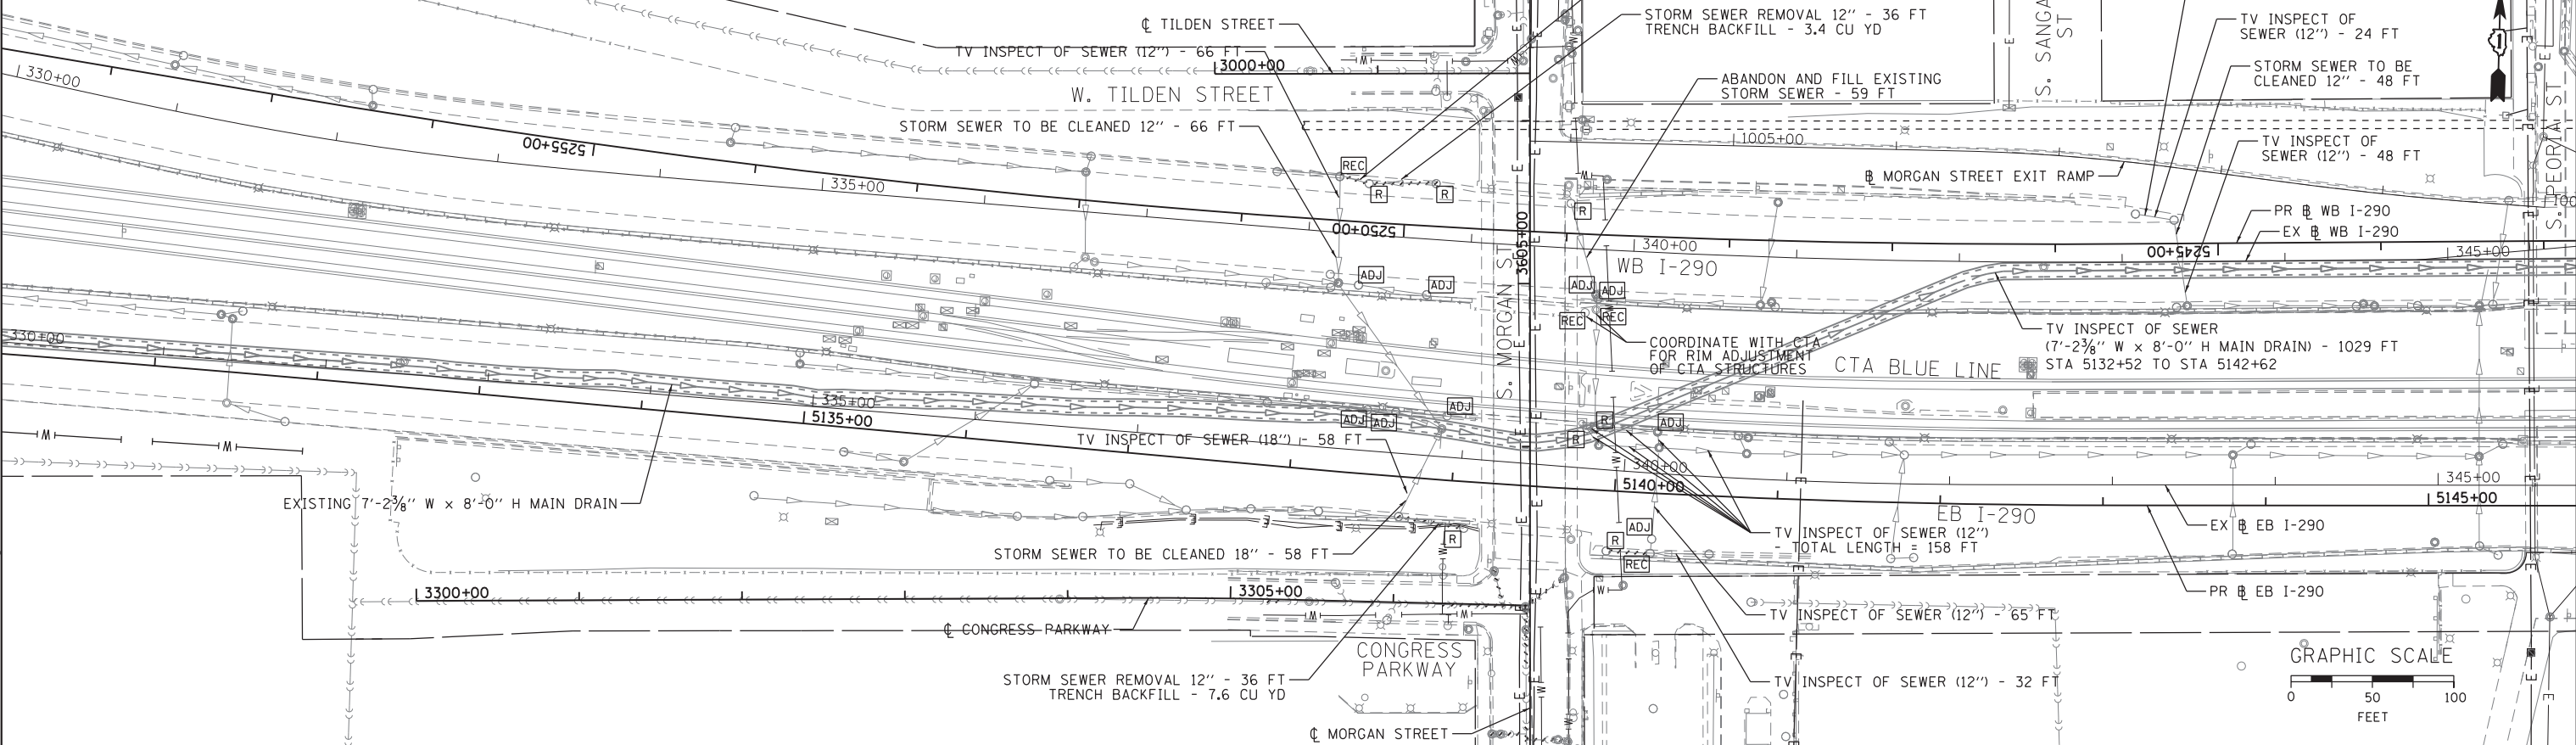 ℄ TILDEN STREET
TV INSPECT OF SEWER (12'') - 66 FT
3000+00
W. TILDEN STREET
STORM SEWER TO BE CLEANED 12'' - 66 FT
STORM SEWER REMOVAL 12'' - 36 FT
TRENCH BACKFILL - 3.4 CU YD
ABANDON AND FILL EXISTING
STORM SEWER - 59 FT
S. SANGA
ST
TV INSPECT OF
SEWER (12'') - 24 FT
STORM SEWER TO BE
CLEANED 12'' - 48 FT
TV INSPECT OF
SEWER (12'') - 48 FT
S. PEORIA ST
1005+00
B MORGAN STREET EXIT RAMP
PR B WB I-290
EX B WB I-290
330+00
5255+00
335+00
5250+00
340+00
5245+00
345+00
REC
R
R
R
ADJ
ADJ
ADJ
ADJ
REC
REC
S. MORGAN ST
3605+00
WB I-290
COORDINATE WITH CTA
FOR RIM ADJUSTMENT
OF CTA STRUCTURES
CTA BLUE LINE
TV INSPECT OF SEWER
(7'-2⅜'' W x 8'-0'' H MAIN DRAIN) - 1029 FT
STA 5132+52 TO STA 5142+62
330+00
335+00
5135+00
ADJ
ADJ
ADJ
R
R
ADJ
340+00
5140+00
345+00
5145+00
TV INSPECT OF SEWER (18'') - 58 FT
EXISTING 7'-2⅜'' W x 8'-0'' H MAIN DRAIN
STORM SEWER TO BE CLEANED 18'' - 58 FT
R
R
ADJ
REC
TV INSPECT OF SEWER (12'')
- TOTAL LENGTH = 158 FT
EB I-290
EX B EB I-290
PR B EB I-290
3300+00
3305+00
℄ CONGRESS PARKWAY
TV INSPECT OF SEWER (12'') - 65 FT
CONGRESS
PARKWAY
STORM SEWER REMOVAL 12'' - 36 FT
TRENCH BACKFILL - 7.6 CU YD
TV INSPECT OF SEWER (12'') - 32 FT
℄ MORGAN STREET
GRAPHIC SCALE
0 50 100
FEET